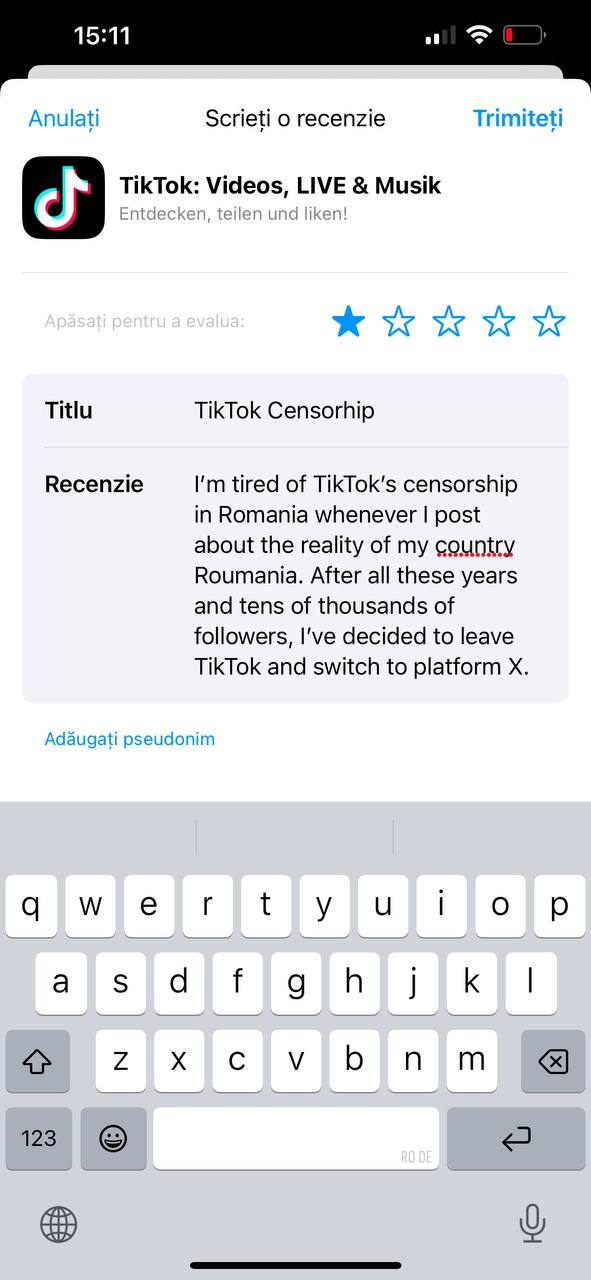 15:11
Anulați
Scrieți o recenzie
Trimiteți
TikTok: Videos, LIVE & Musik
Entdecken, teilen und liken!
Apăsați pentru a evalua:
Titlu
TikTok Censorhip
Recenzie
I'm tired of TikTok's censorship
in Romania whenever I post
about the reality of my country
Roumania. After all these years
and tens of thousands of
followers, I've decided to leave
TikTok and switch to platform X.
Adăugați pseudonim
q w e r t y u i o p
a s d f g h j k l
z x c v b n m
123
RO DE